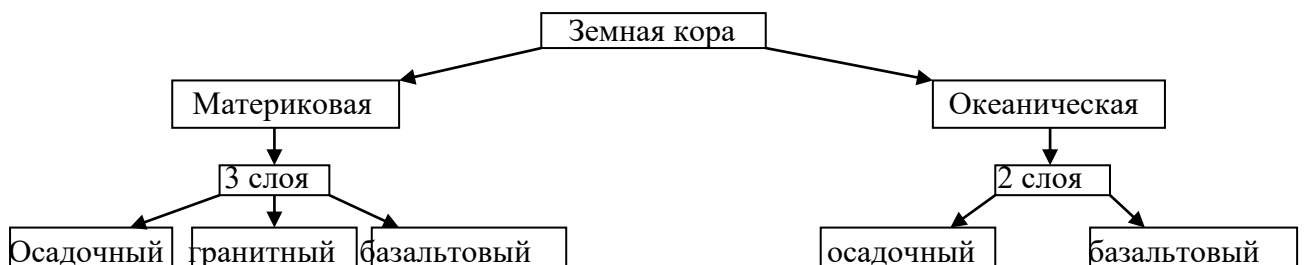 Земная кора
Материковая Океаническая
3 слоя 2 слоя
Осадочный гранитный базальтовый осадочный базальтовый